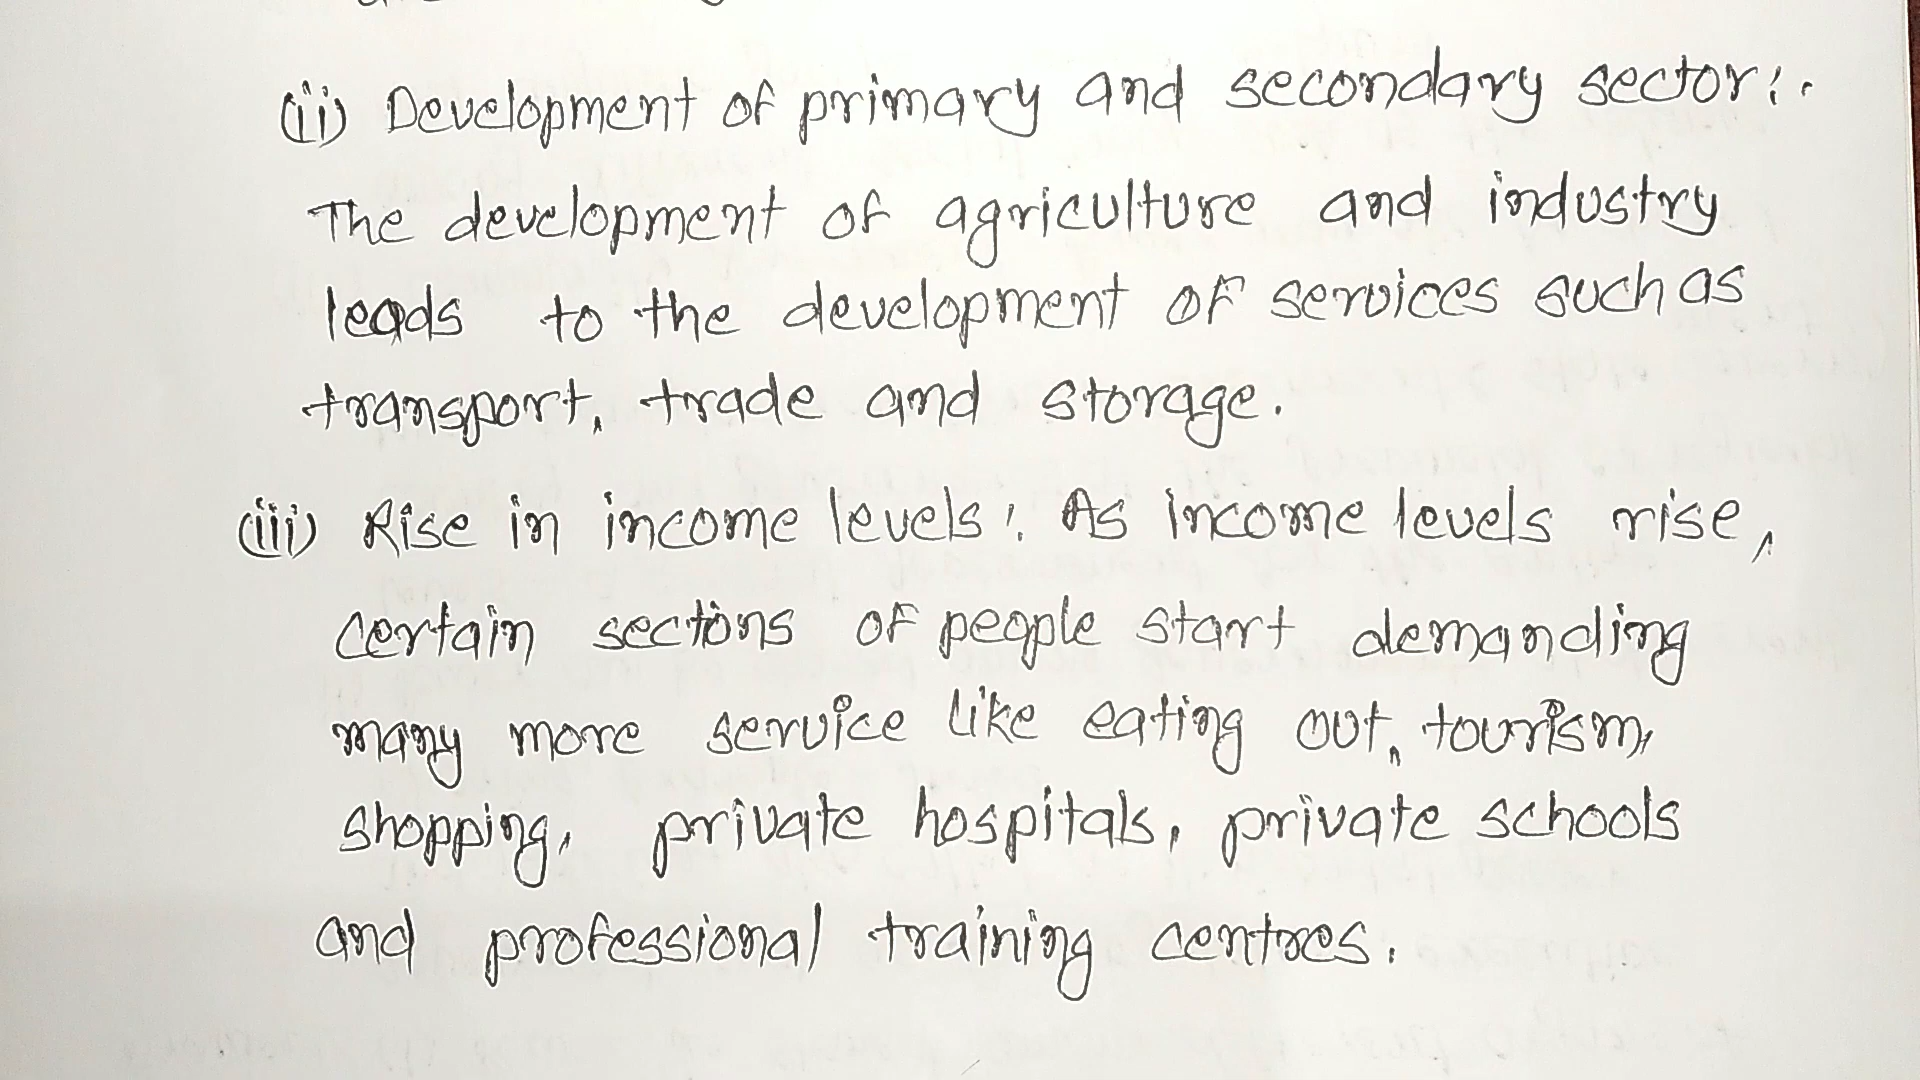 (ii) Development of primary and secondary sector:.
The development of agriculture and industry
leads to the development of services such as
transport, trade and storage.
(iii) Rise in income levels: As income levels rise,
certain sections of people start demanding
many more service like eating out, tourism,
shopping, private hospitals, private schools
and professional training centres.